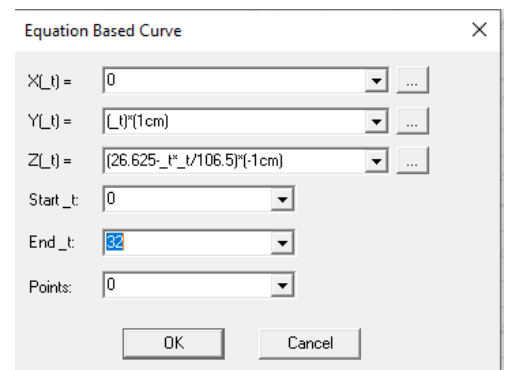 Equation Based Curve
X(_t) = 0 ...
Y(_t) = (_t)*(1cm) ...
Z(_t) = (26.625-_t*_t/106.5)*(-1cm) ...
Start _t: 0
End _t: 32
Points: 0
OK Cancel